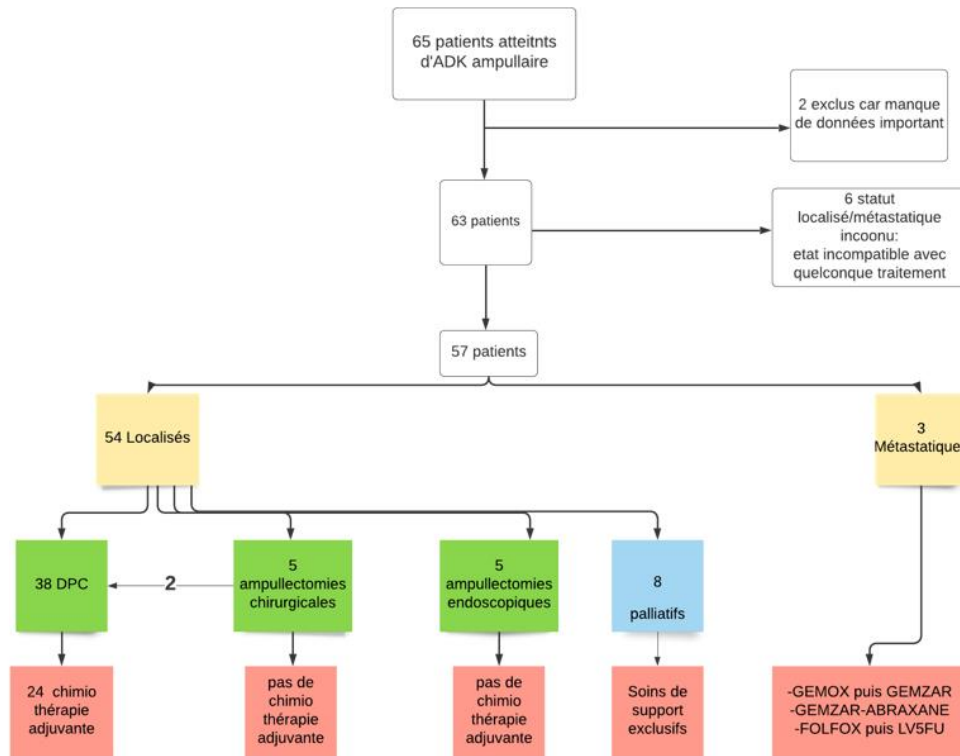 65 patients atteitnts
d'ADK ampullaire
2 exclus car manque
de données important
63 patients
6 statut
localisé/métastatique
incoonu:
etat incompatible avec
quelconque traitement
57 patients
54 Localisés
3
Métastatique
38 DPC
2
5
ampullectomies
chirurgicales
5
ampullectomies
endoscopiques
8
palliatifs
24 chimio
thérapie
adjuvante
pas de
chimio
thérapie
adjuvante
pas de
chimio
thérapie
adjuvante
Soins de
support
exclusifs
-GEMOX puis GEMZAR
-GEMZAR-ABRAXANE
-FOLFOX puis LV5FU